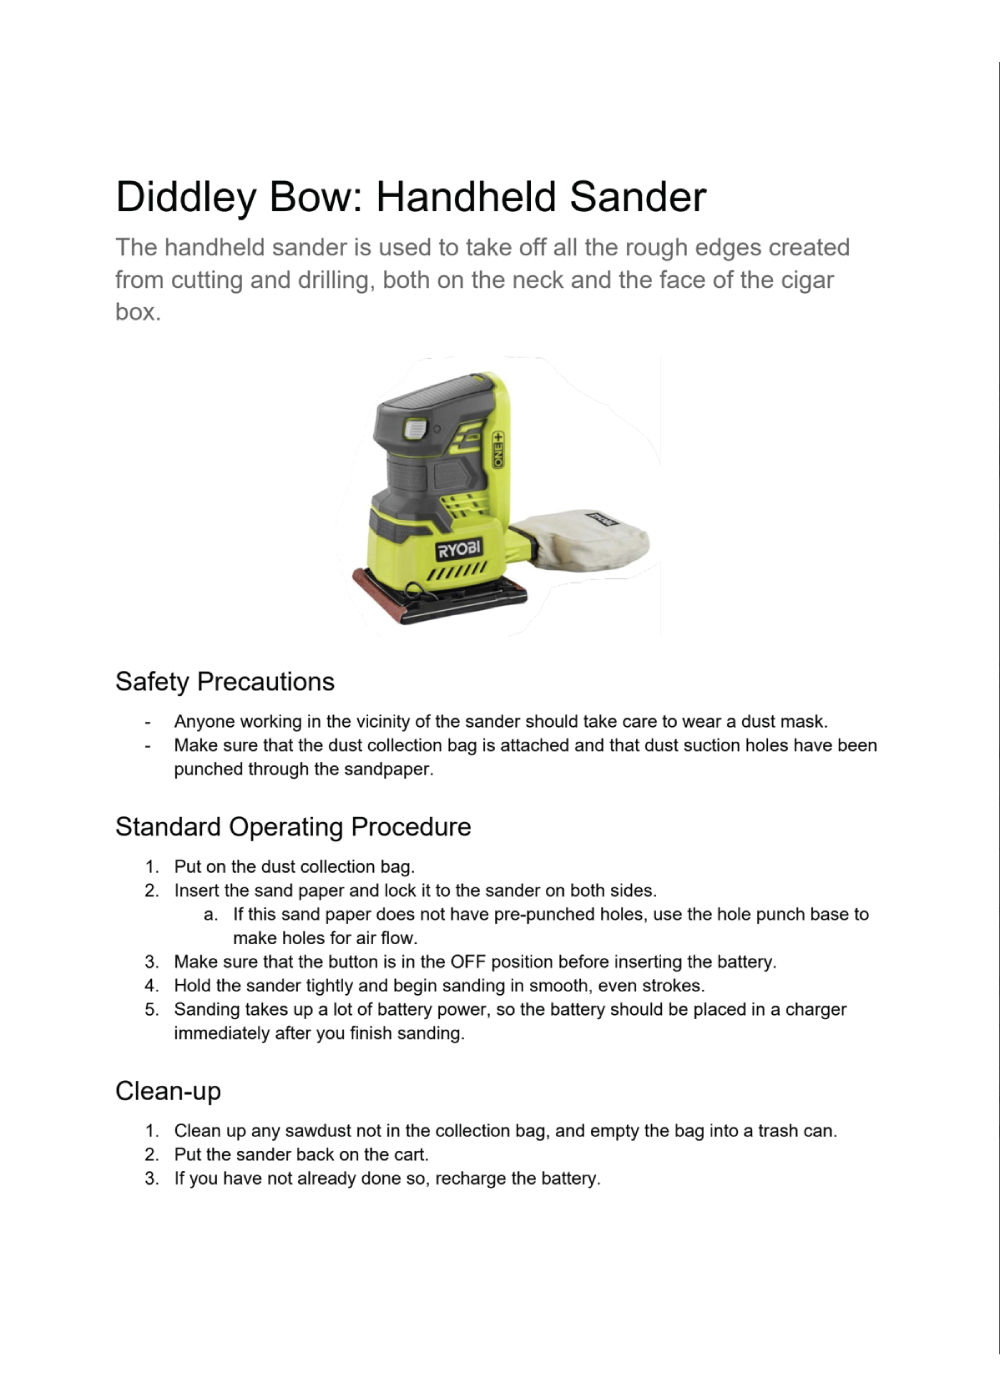 Diddley Bow: Handheld Sander
The handheld sander is used to take off all the rough edges created
from cutting and drilling, both on the neck and the face of the cigar
box.
ONE+
RYOBI
RYOBI
Safety Precautions
- Anyone working in the vicinity of the sander should take care to wear a dust mask.
- Make sure that the dust collection bag is attached and that dust suction holes have been
punched through the sandpaper.
Standard Operating Procedure
1. Put on the dust collection bag.
2. Insert the sand paper and lock it to the sander on both sides.
a. If this sand paper does not have pre-punched holes, use the hole punch base to
make holes for air flow.
3. Make sure that the button is in the OFF position before inserting the battery.
4. Hold the sander tightly and begin sanding in smooth, even strokes.
5. Sanding takes up a lot of battery power, so the battery should be placed in a charger
immediately after you finish sanding.
Clean-up
1. Clean up any sawdust not in the collection bag, and empty the bag into a trash can.
2. Put the sander back on the cart.
3. If you have not already done so, recharge the battery.